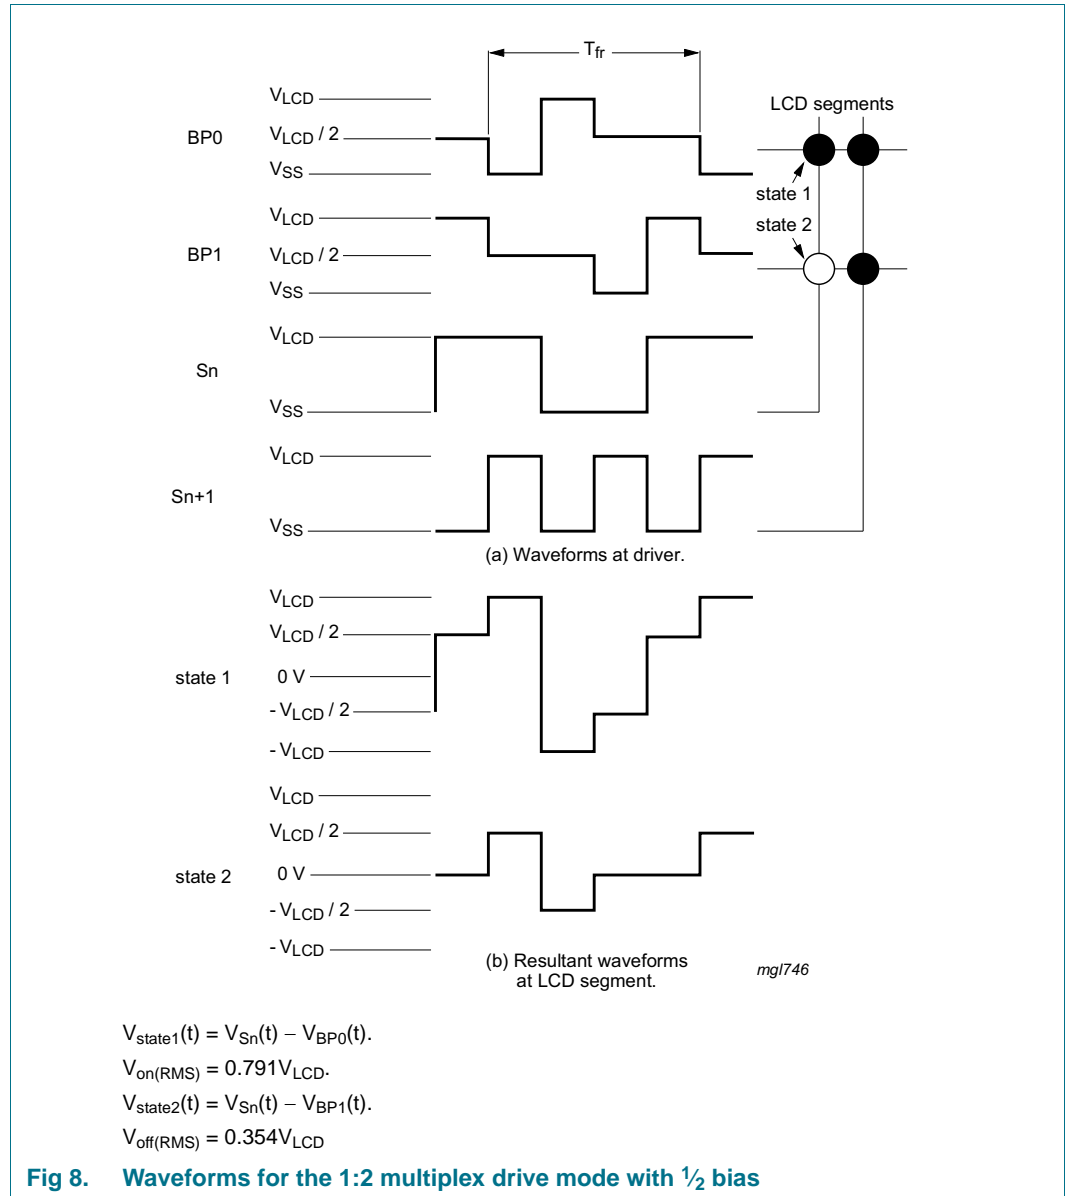 Tfr
VLCD
BP0
VLCD / 2
VSS
LCD segments
state 1
state 2
VLCD
BP1
VLCD / 2
VSS
VLCD
Sn
VSS
VLCD
Sn+1
VSS
(a) Waveforms at driver.
VLCD
VLCD / 2
state 1
0 V
- VLCD / 2
- VLCD
VLCD
VLCD / 2
state 2
0 V
- VLCD / 2
- VLCD
(b) Resultant waveforms
at LCD segment.
mgl746
Vstate1(t) = VSn(t) − VBP0(t).
Von(RMS) = 0.791VLCD.
Vstate2(t) = VSn(t) − VBP1(t).
Voff(RMS) = 0.354VLCD
Fig 8. Waveforms for the 1:2 multiplex drive mode with 1⁄2 bias